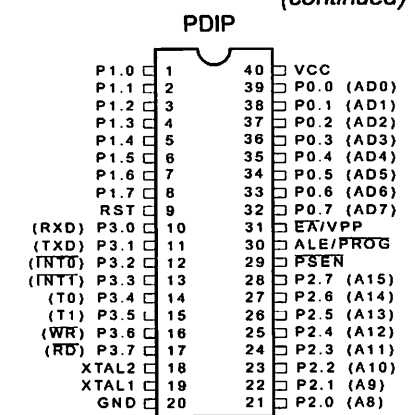 (continued)
PDIP
P1.0 1 40 VCC
P1.1 2 39 P0.0 (AD0)
P1.2 3 38 P0.1 (AD1)
P1.3 4 37 P0.2 (AD2)
P1.4 5 36 P0.3 (AD3)
P1.5 6 35 P0.4 (AD4)
P1.6 7 34 P0.5 (AD5)
P1.7 8 33 P0.6 (AD6)
RST 9 32 P0.7 (AD7)
(RXD) P3.0 10 31 EA/VPP
(TXD) P3.1 11 30 ALE/PROG
(INT0) P3.2 12 29 PSEN
(INT1) P3.3 13 28 P2.7 (A15)
(T0) P3.4 14 27 P2.6 (A14)
(T1) P3.5 15 26 P2.5 (A13)
(WR) P3.6 16 25 P2.4 (A12)
(RD) P3.7 17 24 P2.3 (A11)
XTAL2 18 23 P2.2 (A10)
XTAL1 19 22 P2.1 (A9)
GND 20 21 P2.0 (A8)